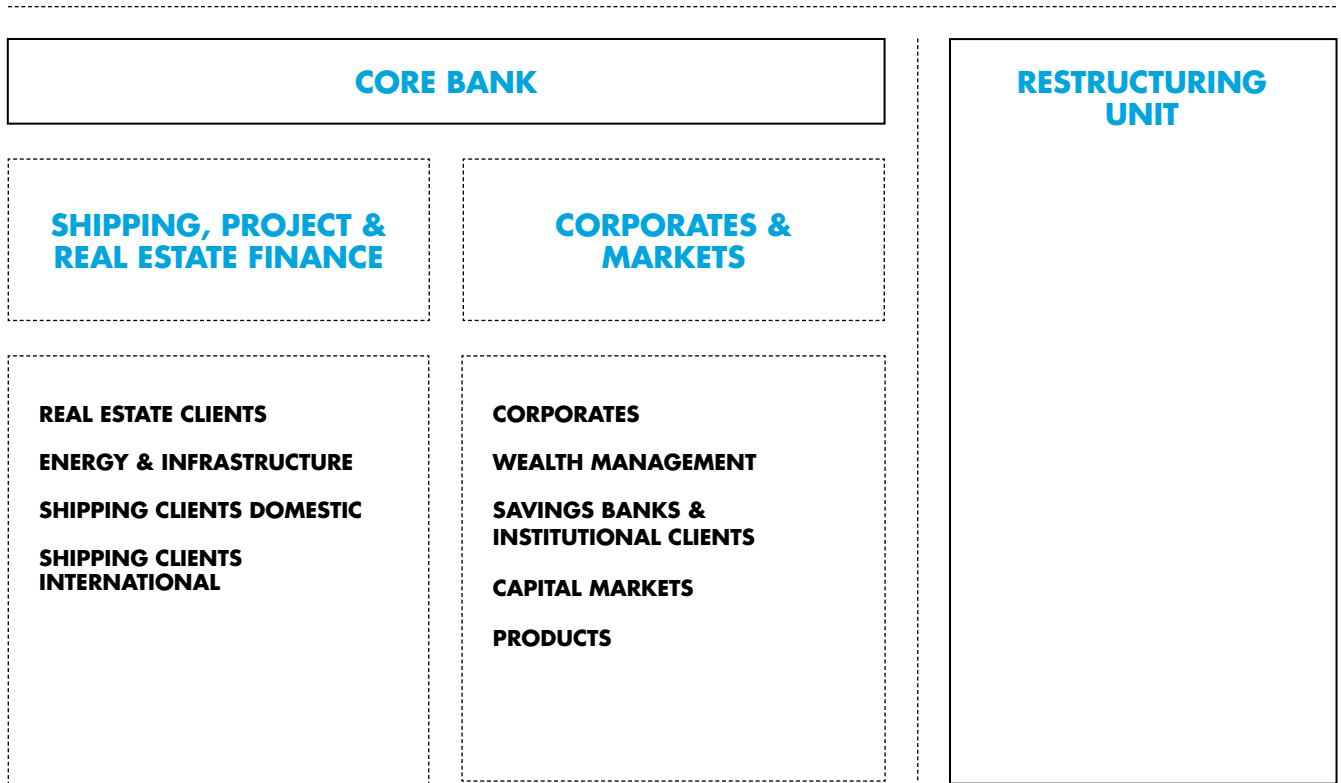 CORE BANK
RESTRUCTURING
UNIT
SHIPPING, PROJECT &
REAL ESTATE FINANCE
CORPORATES &
MARKETS
REAL ESTATE CLIENTS
ENERGY & INFRASTRUCTURE
SHIPPING CLIENTS DOMESTIC
SHIPPING CLIENTS
INTERNATIONAL
CORPORATES
WEALTH MANAGEMENT
SAVINGS BANKS &
INSTITUTIONAL CLIENTS
CAPITAL MARKETS
PRODUCTS